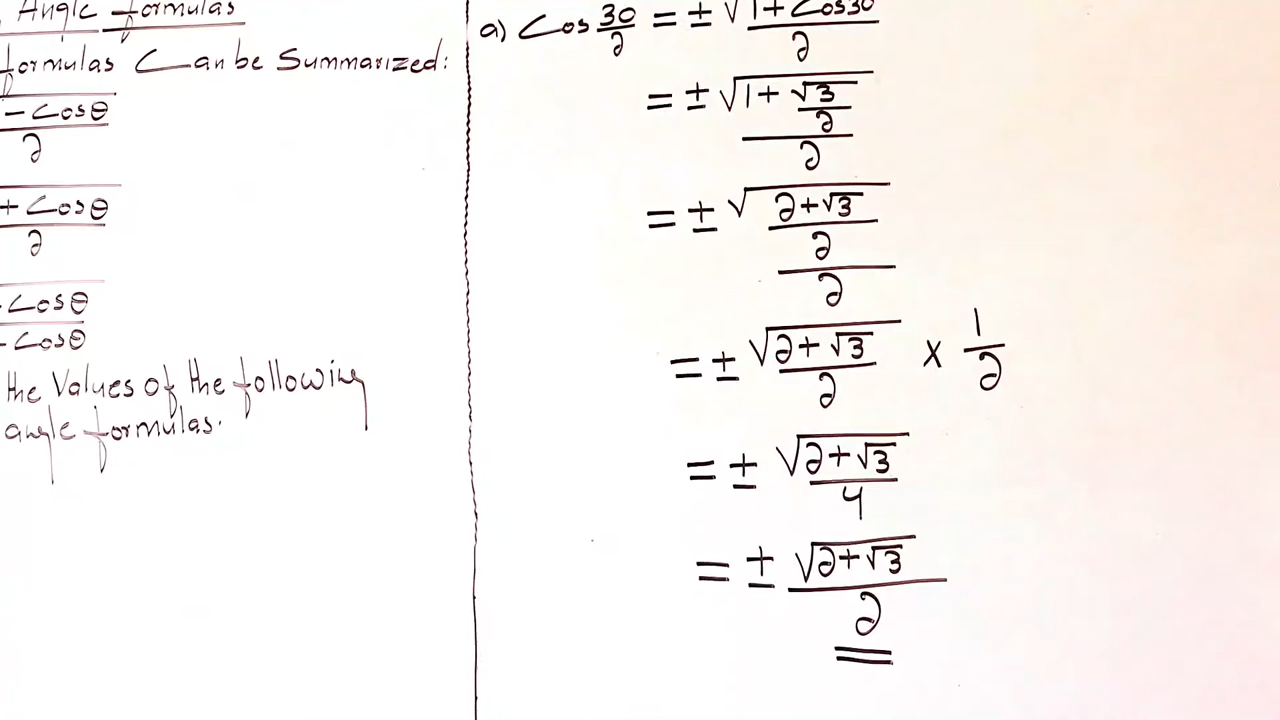 Angle formulas
formulas Can be Summarized:
- Cosθ
2
+ Cosθ
2
- Cosθ
- Cosθ
the Values of the following
angle formulas.
a) Cos 30/2 = ± √(1 + Cos30)/2
= ± √(1 + √3/2)/2
= ± √((2+√3)/2)/2
= ± √(2+√3)/2 × 1/2
= ± √(2+√3)/4
= ± √(2+√3)/2